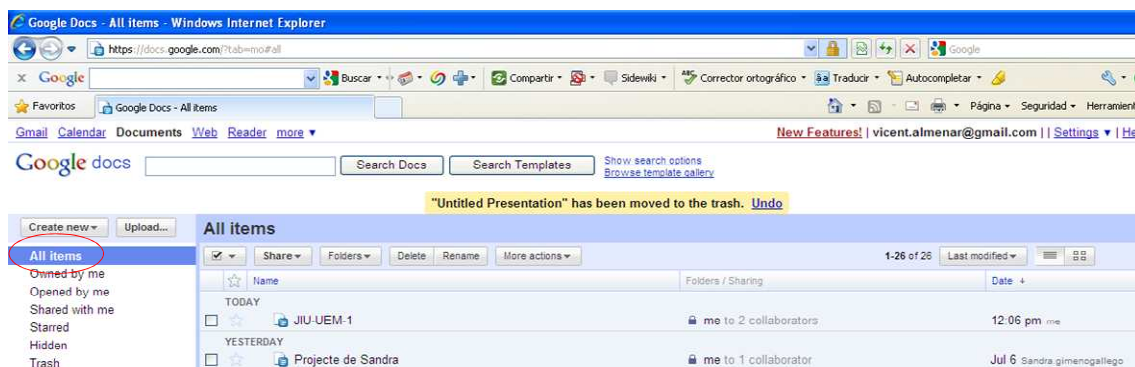 Google Docs - All items - Windows Internet Explorer
https://docs.google.com/?tab=mo#all
Google
x Google
Buscar
Compartir
Sidewiki
Corrector ortográfico
Traducir
Autocompletar
Favoritos
Google Docs - All items
Página
Seguridad
Gmail Calendar Documents Web Reader more ▼
New Features! | vicent.almenar@gmail.com | | Settings ▼ |
Google docs
Search Docs
Search Templates
Show search options
Browse template gallery
"Untitled Presentation" has been moved to the trash. Undo
Create new
Upload...
All items
All items
Owned by me
Opened by me
Shared with me
Starred
Hidden
Trash
Share
Folders
Delete
Rename
More actions
1-26 of 26
Last modified
Name
Folders / Sharing
Date
TODAY
JIU-UEM-1
me to 2 collaborators
12:06 pm me
YESTERDAY
Projecte de Sandra
me to 1 collaborator
Jul 6 Sandra.gimenogallego